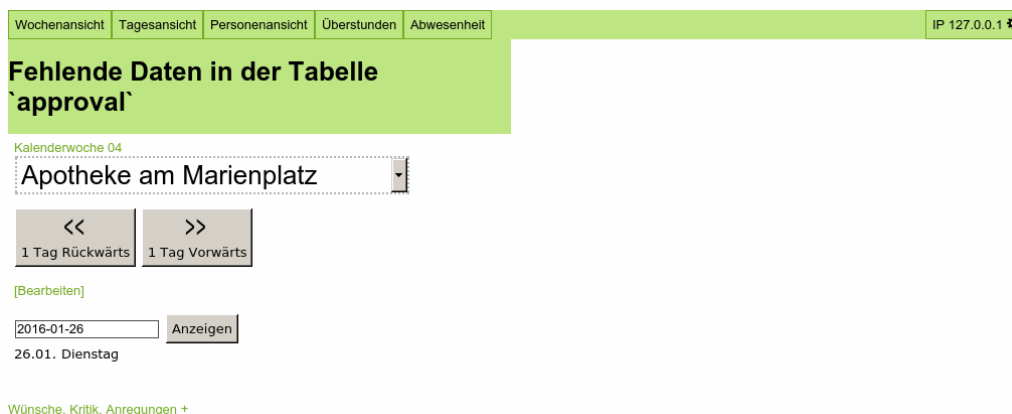 Wochenansicht Tagesansicht Personenansicht Überstunden Abwesenheit IP 127.0.0.1
Fehlende Daten in der Tabelle
`approval`
Kalenderwoche 04
Apotheke am Marienplatz
<< >>
1 Tag Rückwärts 1 Tag Vorwärts
[Bearbeiten]
2016-01-26 Anzeigen
26.01. Dienstag
Wünsche, Kritik, Anregungen +